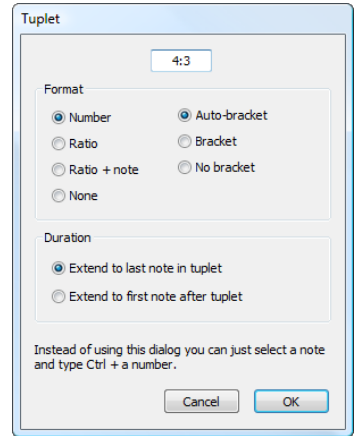 Tuplet
4:3
Format
Number
Auto-bracket
Ratio
Bracket
Ratio + note
No bracket
None
Duration
Extend to last note in tuplet
Extend to first note after tuplet
Instead of using this dialog you can just select a note
and type Ctrl + a number.
Cancel
OK